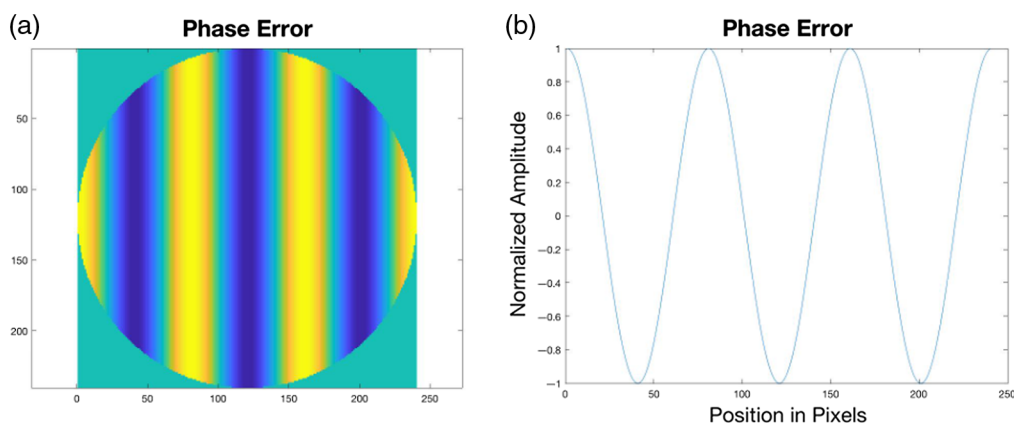 (a)
Phase Error
50
100
150
200
0 50 100 150 200 250
(b)
Phase Error
Normalized Amplitude
1
0.8
0.6
0.4
0.2
0
−0.2
−0.4
−0.6
−0.8
−1
0 50 100 150 200 250
Position in Pixels